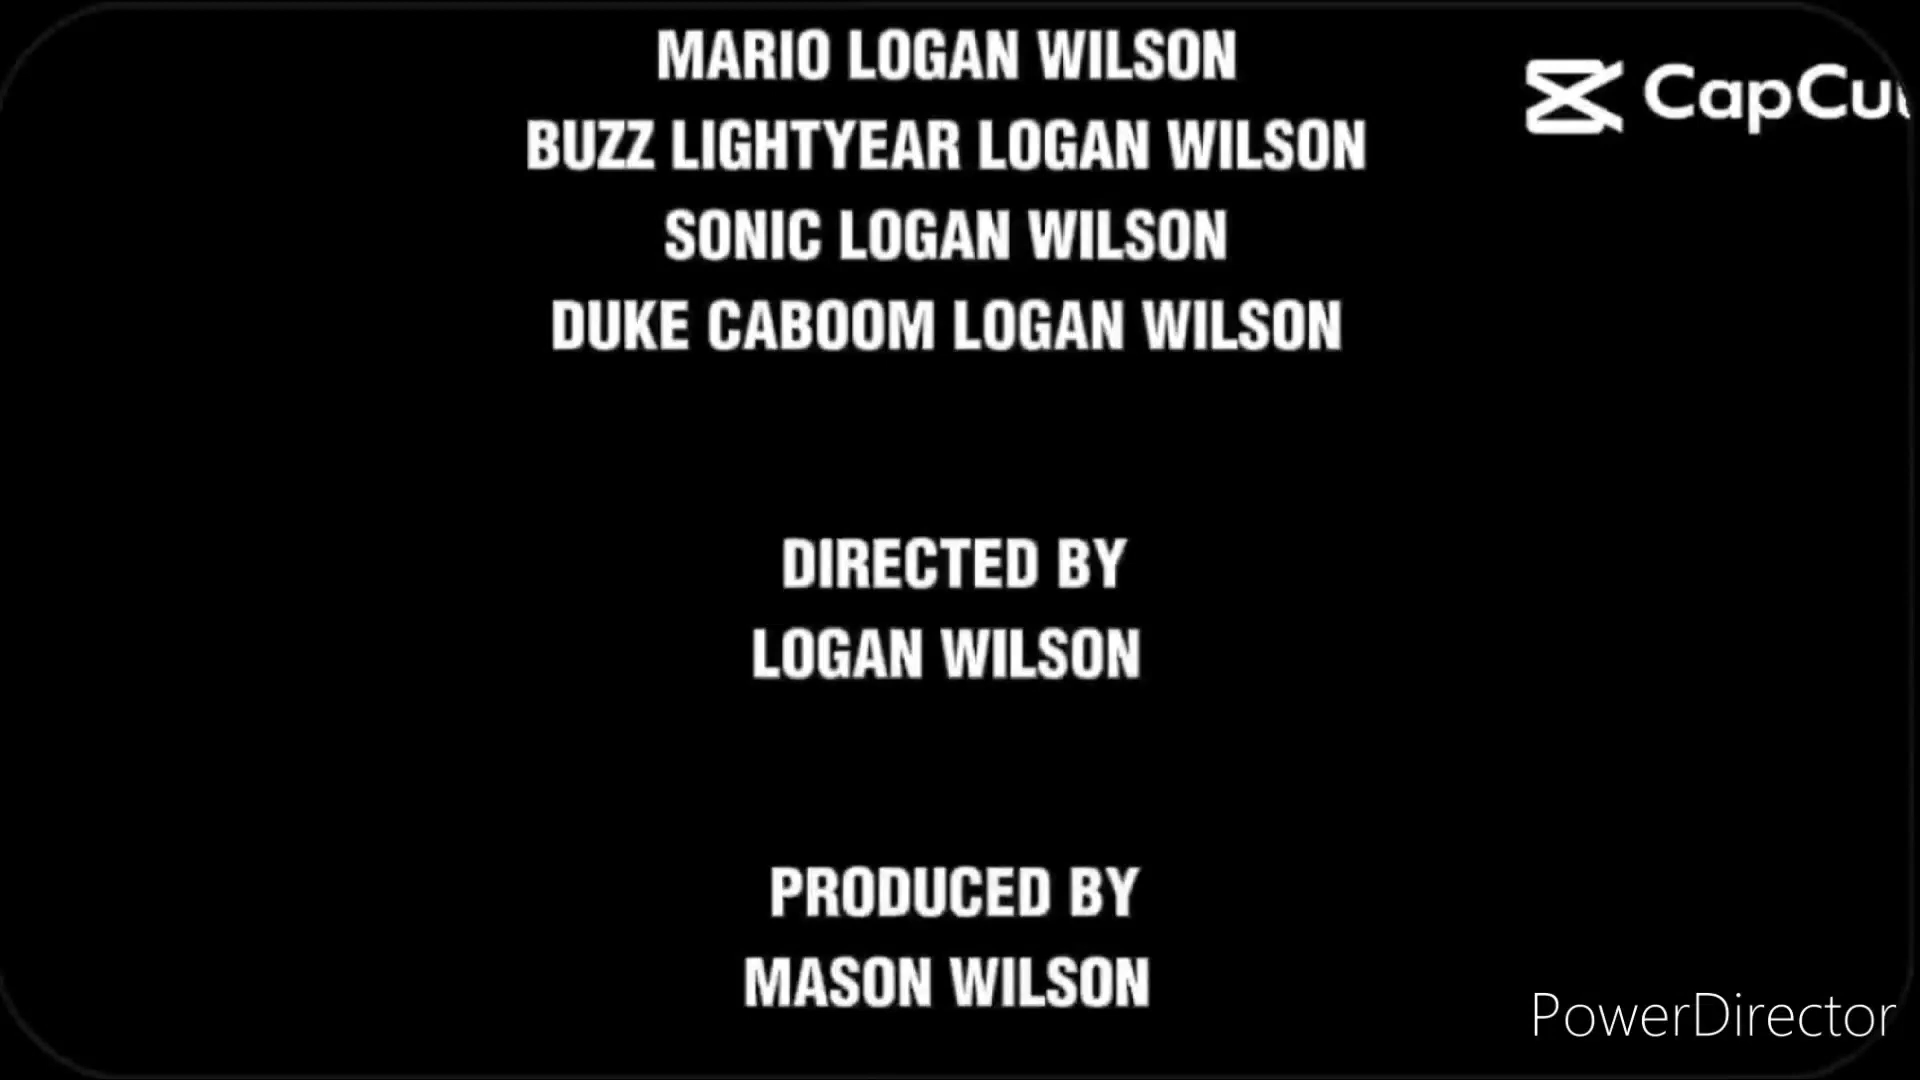 MARIO LOGAN WILSON
CapCu
BUZZ LIGHTYEAR LOGAN WILSON
SONIC LOGAN WILSON
DUKE CABOOM LOGAN WILSON
DIRECTED BY
LOGAN WILSON
PRODUCED BY
MASON WILSON
PowerDirector